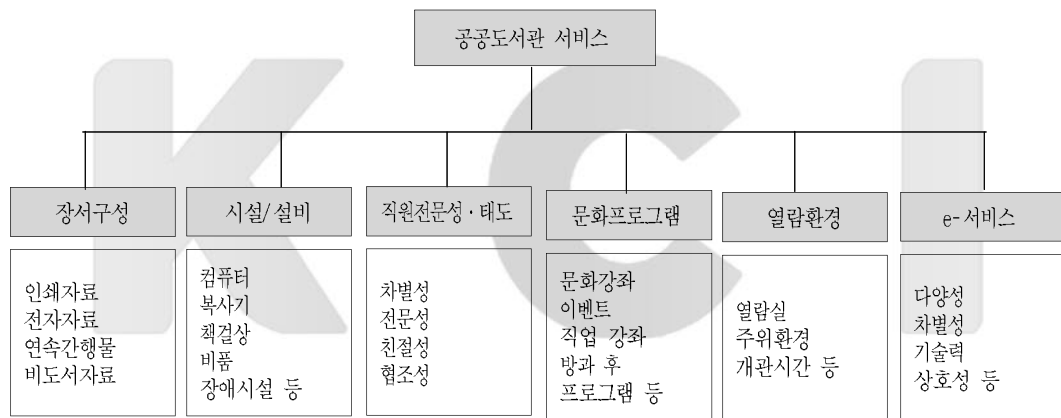 공공도서관 서비스
장서구성
시설/설비
직원전문성·태도
문화프로그램
열람환경
e-서비스
인쇄자료
전자자료
연속간행물
비도서자료
컴퓨터
복사기
책걸상
비품
장애시설 등
차별성
전문성
친절성
협조성
문화강좌
이벤트
직업 강좌
방과 후
프로그램 등
열람실
주위환경
개관시간 등
다양성
차별성
기술력
상호성 등
KCI